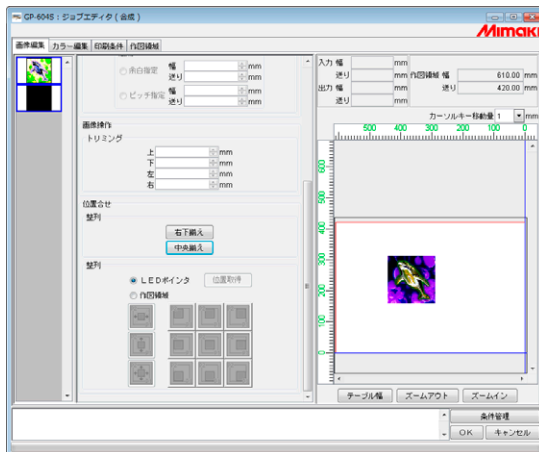 GP-604S : ジョブエディタ ( 合成 )
Mimaki
画像編集 カラー編集 印刷条件 作図領域
余白指定 幅 mm
送り mm
ピッチ指定 幅 mm
送り mm
画像操作
トリミング
上 mm
下 mm
左 mm
右 mm
位置合せ
整列
右下揃え
中央揃え
整列
LEDポインタ 位置取得
作図領域
入力 幅 mm
送り mm 作図領域 幅 610.00 mm
出力 幅 mm 送り 420.00 mm
送り mm
カーソルキー移動量 1 mm
500 400 300 200 100 0
600
500
400
300
200
100
0
テーブル幅 ズームアウト ズームイン
条件管理
OK キャンセル